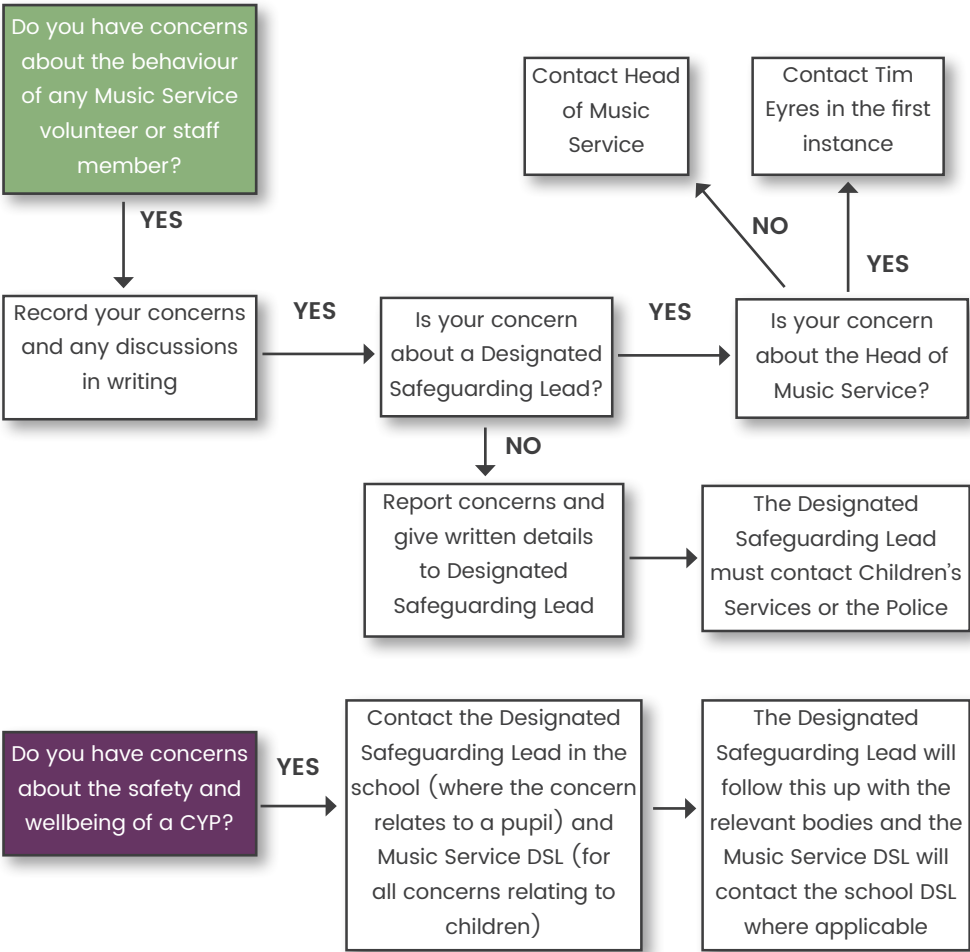 Do you have concerns
about the behaviour
of any Music Service
volunteer or staff
member?
Contact Head
of Music
Service
Contact Tim
Eyres in the first
instance
YES
NO
YES
Record your concerns
and any discussions
in writing
YES
Is your concern
about a Designated
Safeguarding Lead?
YES
Is your concern
about the Head of
Music Service?
NO
Report concerns and
give written details
to Designated
Safeguarding Lead
The Designated
Safeguarding Lead
must contact Children's
Services or the Police
Do you have concerns
about the safety and
wellbeing of a CYP?
YES
Contact the Designated
Safeguarding Lead in the
school (where the concern
relates to a pupil) and
Music Service DSL (for
all concerns relating to
children)
The Designated
Safeguarding Lead will
follow this up with the
relevant bodies and the
Music Service DSL will
contact the school DSL
where applicable